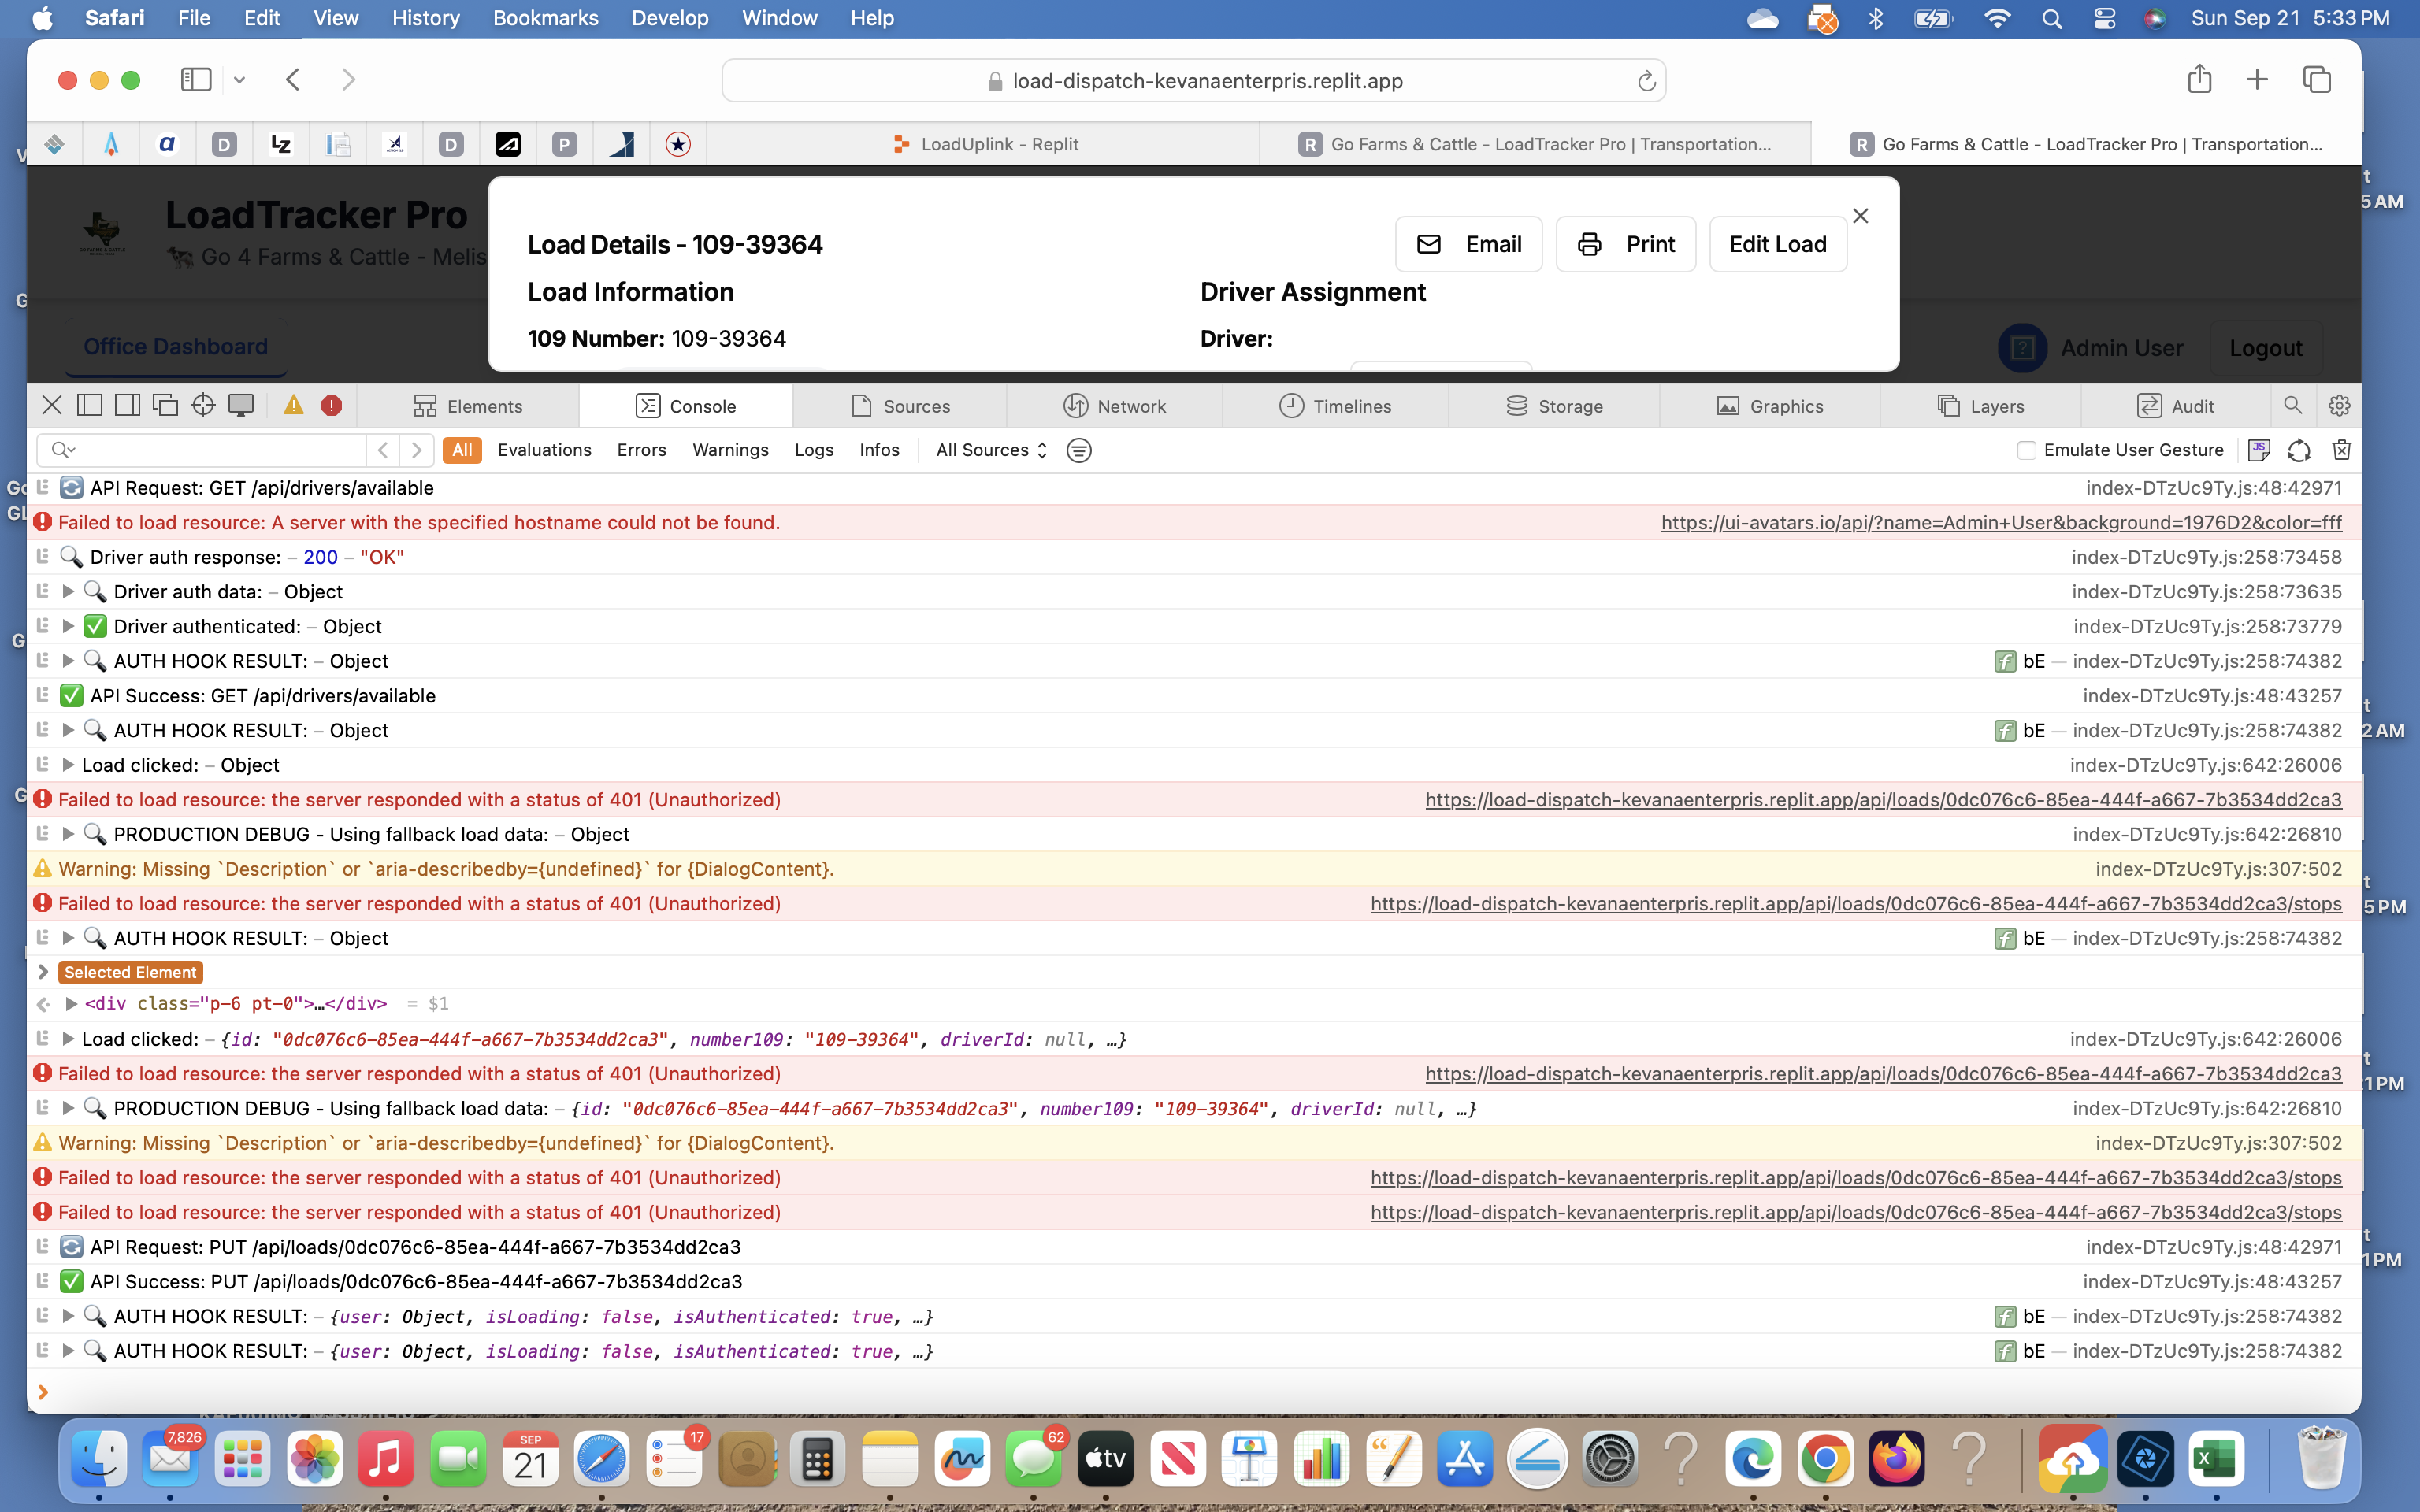 Safari File Edit View History Bookmarks Develop Window Help Sun Sep 21 5:33 PM
load-dispatch-kevanaenterpris.replit.app
a D LZ D P LoadUplink - Replit R Go Farms & Cattle - LoadTracker Pro | Transportation... R Go Farms & Cattle - LoadTracker Pro | Transportation...
LoadTracker Pro
Go 4 Farms & Cattle - Melis
Office Dashboard
Admin User
Logout
Load Details - 109-39364
Email Print Edit Load
Load Information Driver Assignment
109 Number: 109-39364 Driver:
Elements Console Sources Network Timelines Storage Graphics Layers Audit
All Evaluations Errors Warnings Logs Infos All Sources Emulate User Gesture
API Request: GET /api/drivers/available index-DTzUc9Ty.js:48:42971
Failed to load resource: A server with the specified hostname could not be found. https://ui-avatars.io/api/?name=Admin+User&background=1976D2&color=fff
Driver auth response: – 200 – "OK" index-DTzUc9Ty.js:258:73458
Driver auth data: – Object index-DTzUc9Ty.js:258:73635
Driver authenticated: – Object index-DTzUc9Ty.js:258:73779
AUTH HOOK RESULT: – Object f bE — index-DTzUc9Ty.js:258:74382
API Success: GET /api/drivers/available index-DTzUc9Ty.js:48:43257
AUTH HOOK RESULT: – Object f bE — index-DTzUc9Ty.js:258:74382
Load clicked: – Object index-DTzUc9Ty.js:642:26006
Failed to load resource: the server responded with a status of 401 (Unauthorized) https://load-dispatch-kevanaenterpris.replit.app/api/loads/0dc076c6-85ea-444f-a667-7b3534dd2ca3
PRODUCTION DEBUG - Using fallback load data: – Object index-DTzUc9Ty.js:642:26810
Warning: Missing `Description` or `aria-describedby={undefined}` for {DialogContent}. index-DTzUc9Ty.js:307:502
Failed to load resource: the server responded with a status of 401 (Unauthorized) https://load-dispatch-kevanaenterpris.replit.app/api/loads/0dc076c6-85ea-444f-a667-7b3534dd2ca3/stops
AUTH HOOK RESULT: – Object f bE — index-DTzUc9Ty.js:258:74382
Selected Element
<div class="p-6 pt-0">…</div> = $1
Load clicked: – {id: "0dc076c6-85ea-444f-a667-7b3534dd2ca3", number109: "109-39364", driverId: null, …} index-DTzUc9Ty.js:642:26006
Failed to load resource: the server responded with a status of 401 (Unauthorized) https://load-dispatch-kevanaenterpris.replit.app/api/loads/0dc076c6-85ea-444f-a667-7b3534dd2ca3
PRODUCTION DEBUG - Using fallback load data: – {id: "0dc076c6-85ea-444f-a667-7b3534dd2ca3", number109: "109-39364", driverId: null, …} index-DTzUc9Ty.js:642:26810
Warning: Missing `Description` or `aria-describedby={undefined}` for {DialogContent}. index-DTzUc9Ty.js:307:502
Failed to load resource: the server responded with a status of 401 (Unauthorized) https://load-dispatch-kevanaenterpris.replit.app/api/loads/0dc076c6-85ea-444f-a667-7b3534dd2ca3/stops
Failed to load resource: the server responded with a status of 401 (Unauthorized) https://load-dispatch-kevanaenterpris.replit.app/api/loads/0dc076c6-85ea-444f-a667-7b3534dd2ca3/stops
API Request: PUT /api/loads/0dc076c6-85ea-444f-a667-7b3534dd2ca3 index-DTzUc9Ty.js:48:42971
API Success: PUT /api/loads/0dc076c6-85ea-444f-a667-7b3534dd2ca3 index-DTzUc9Ty.js:48:43257
AUTH HOOK RESULT: – {user: Object, isLoading: false, isAuthenticated: true, …} f bE — index-DTzUc9Ty.js:258:74382
AUTH HOOK RESULT: – {user: Object, isLoading: false, isAuthenticated: true, …} f bE — index-DTzUc9Ty.js:258:74382
7,826 SEP 21 17 62 tv